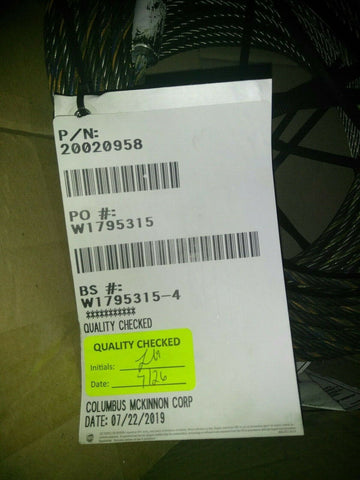 P/N:
20020958
PO #:
W1795315
BS #:
W1795315-4
***********
QUALITY CHECKED
QUALITY CHECKED
Initials:
Date: 7/26
COLUMBUS MCKINNON CORP
DATE: 07/22/2019